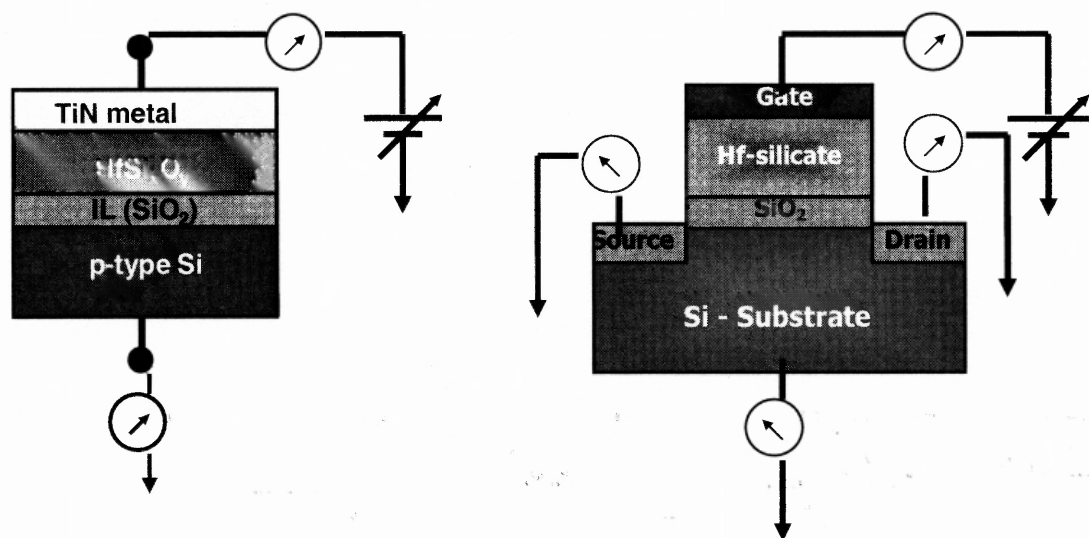 TiN metal
IL (SiO₂)
p-type Si
Gate
Hf-silicate
SiO₂
Source
Drain
Si - Substrate